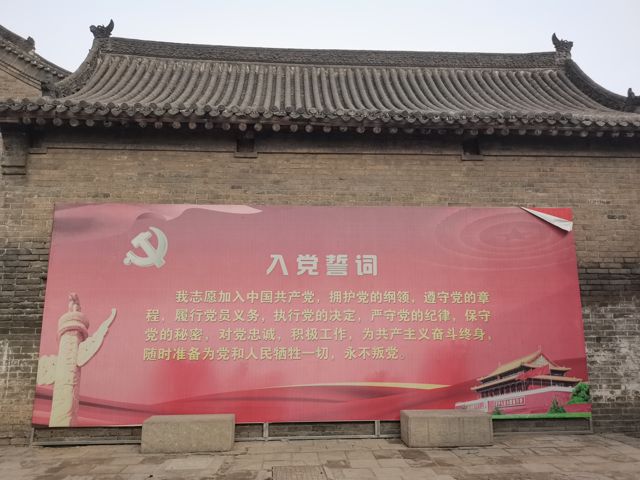 入党誓词
我志愿加入中国共产党，拥护党的纲领，遵守党的章
程，履行党员义务，执行党的决定，严守党的纪律，保守
党的秘密，对党忠诚，积极工作，为共产主义奋斗终身，
随时准备为党和人民牺牲一切，永不叛党。